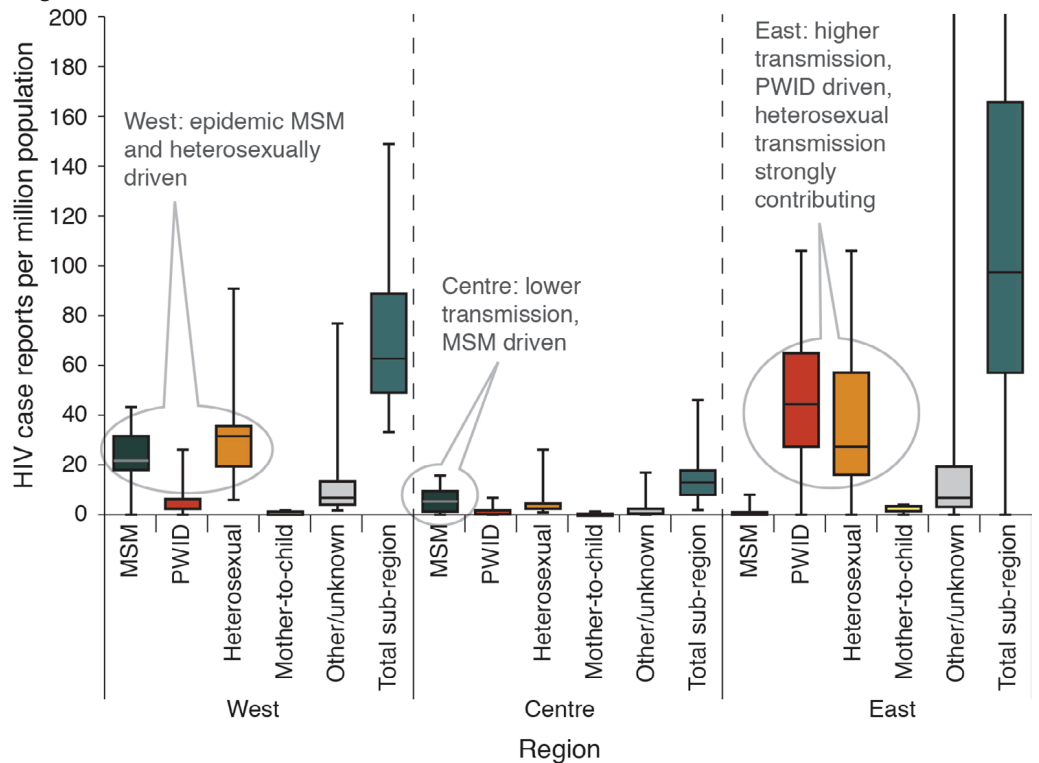 HIV case reports per million population
200
180
160
140
120
100
80
60
40
20
0
West: epidemic MSM
and heterosexually
driven
Centre: lower
transmission,
MSM driven
East: higher
transmission,
PWID driven,
heterosexual
transmission
strongly
contributing
MSM
PWID
Heterosexual
Mother-to-child
Other/unknown
Total sub-region
MSM
PWID
Heterosexual
Mother-to-child
Other/unknown
Total sub-region
MSM
PWID
Heterosexual
Mother-to-child
Other/unknown
Total sub-region
West
Centre
East
Region